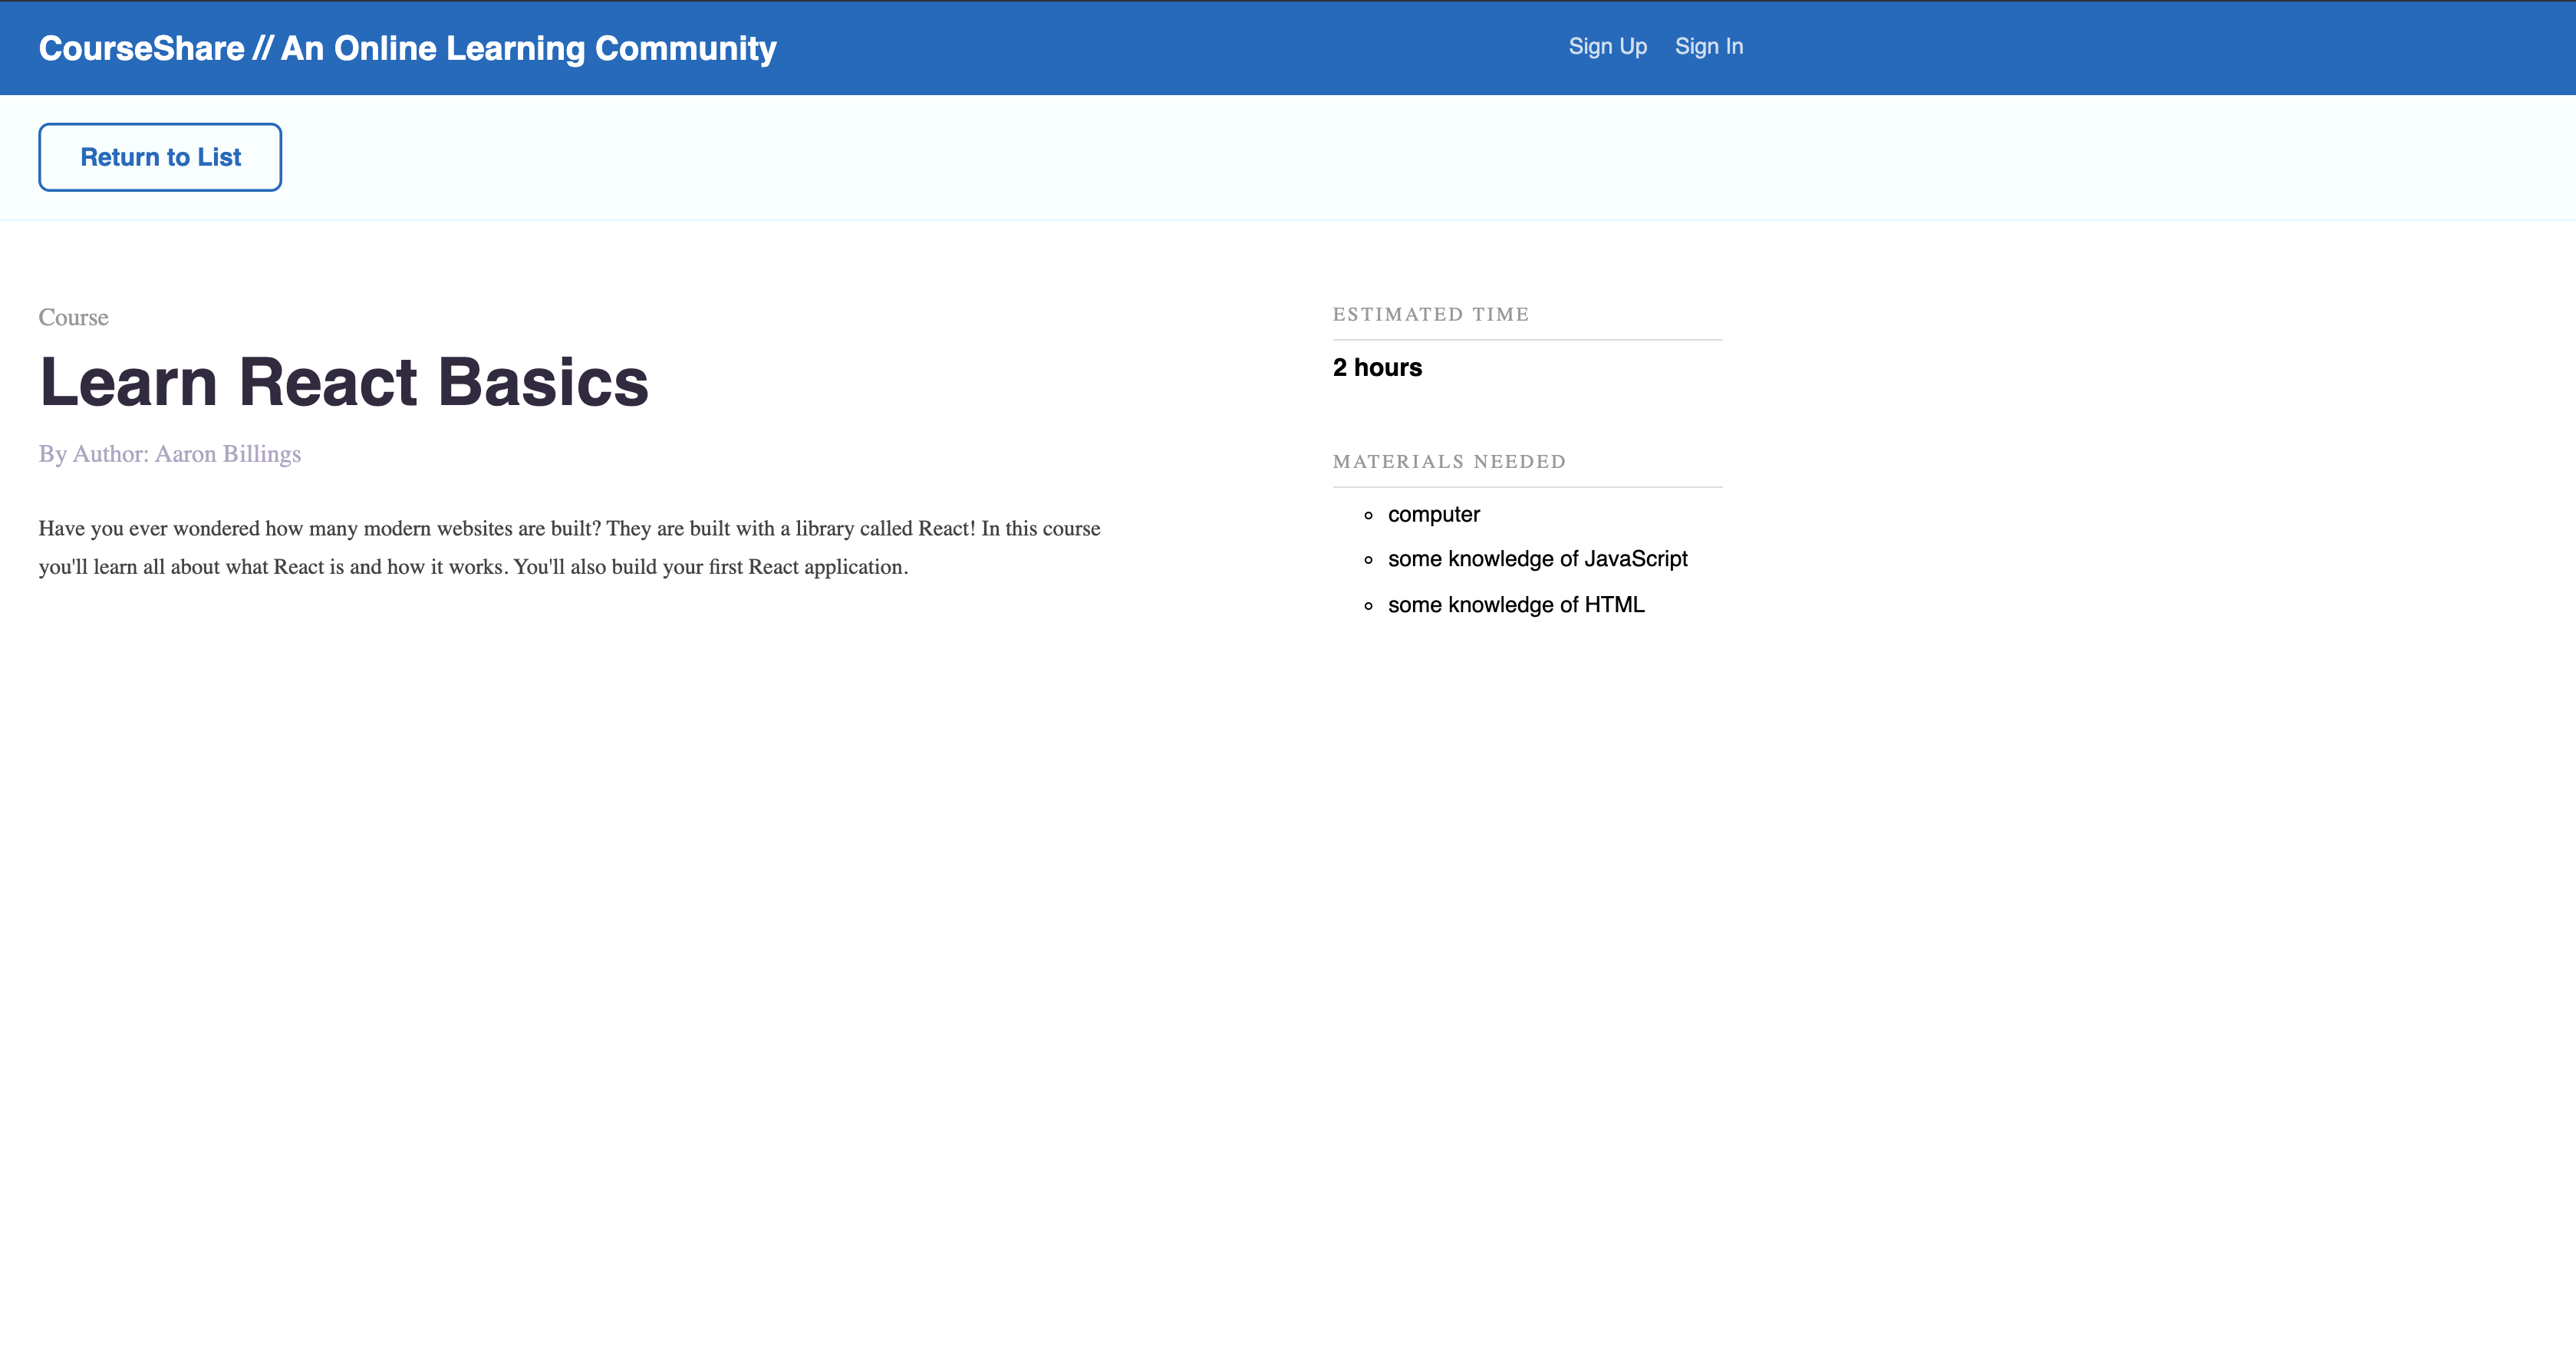 CourseShare // An Online Learning Community
Sign Up
Sign In
Return to List
Course
Learn React Basics
By Author: Aaron Billings
Have you ever wondered how many modern websites are built? They are built with a library called React! In this course
you'll learn all about what React is and how it works. You'll also build your first React application.
ESTIMATED TIME
2 hours
MATERIALS NEEDED
computer
some knowledge of JavaScript
some knowledge of HTML